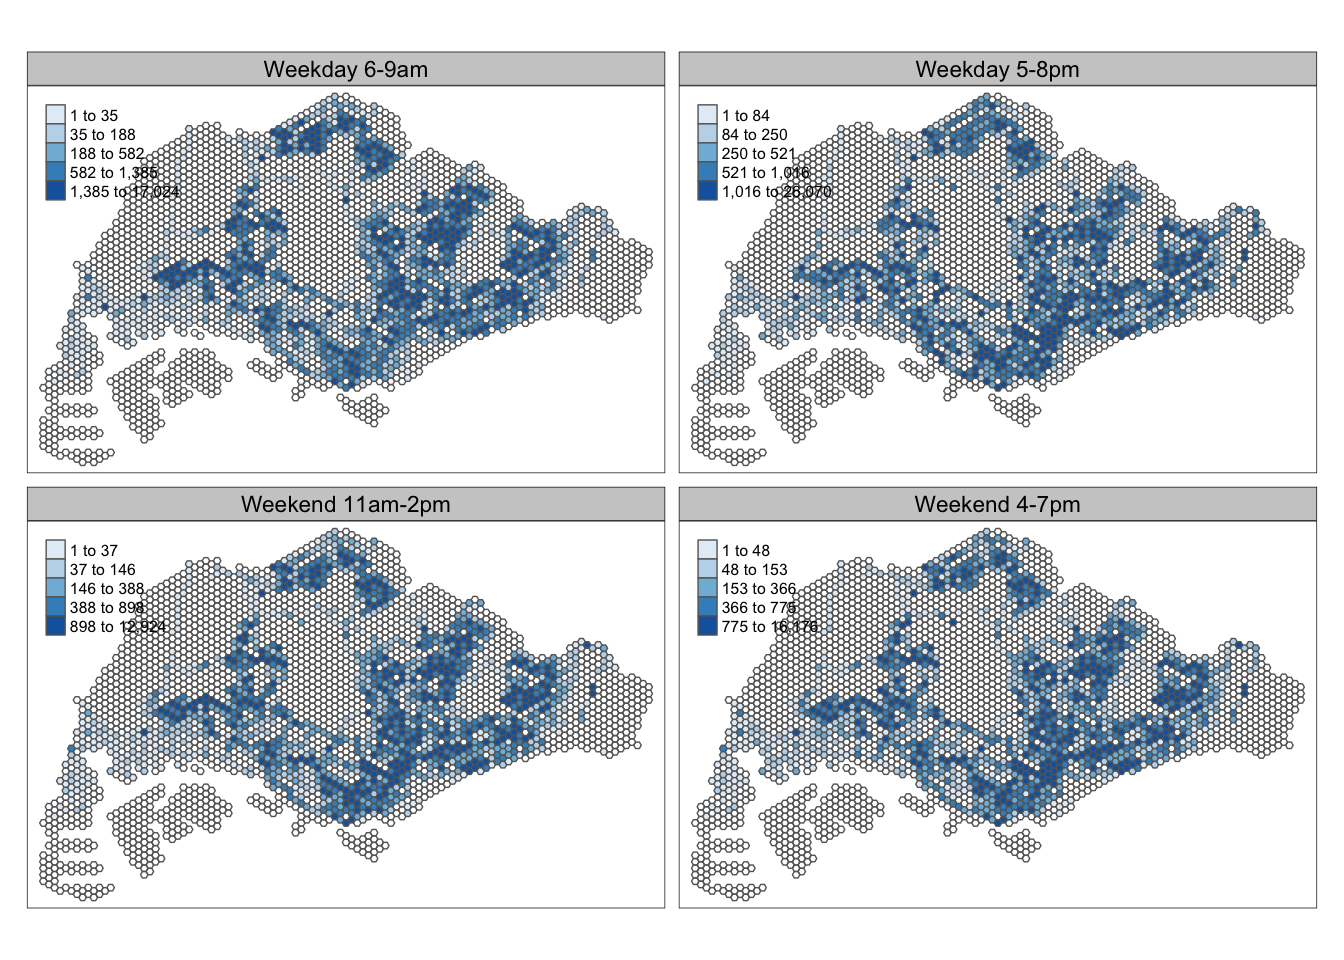 Weekday 6-9am
1 to 35
35 to 188
188 to 582
582 to 1,385
1,385 to 17,024
Weekday 5-8pm
1 to 84
84 to 250
250 to 521
521 to 1,016
1,016 to 26,070
Weekend 11am-2pm
1 to 37
37 to 146
146 to 388
388 to 898
898 to 12,924
Weekend 4-7pm
1 to 48
48 to 153
153 to 366
366 to 775
775 to 16,176